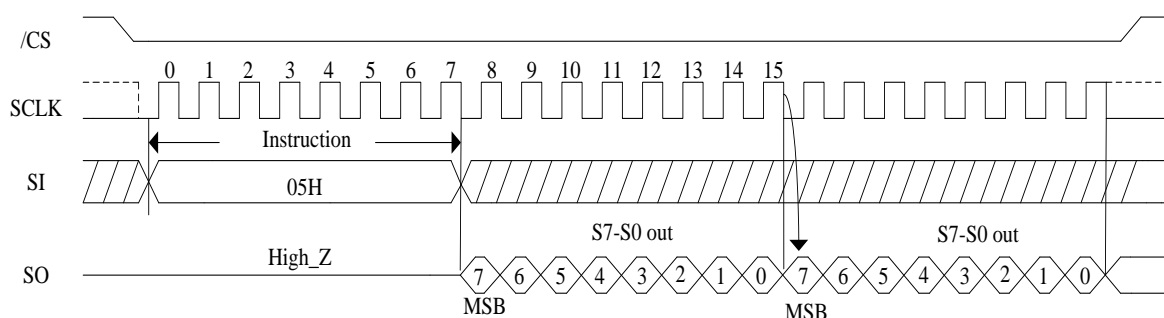 /CS
0 1 2 3 4 5 6 7 8 9 10 11 12 13 14 15
SCLK
Instruction
SI
05H
S7-S0 out S7-S0 out
High_Z
SO
7 6 5 4 3 2 1 0 7 6 5 4 3 2 1 0
MSB MSB